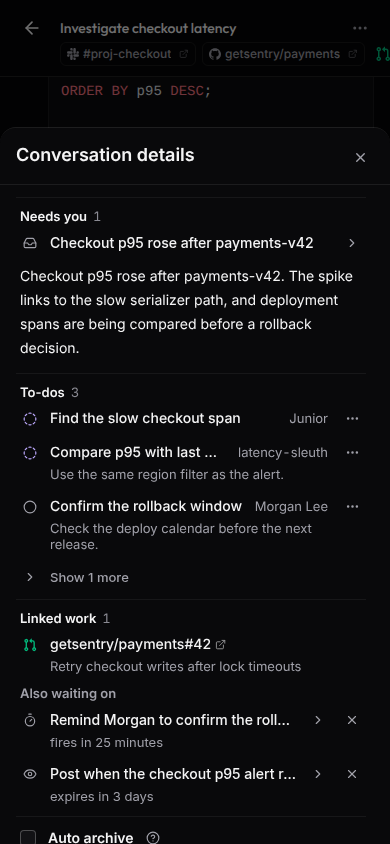 Investigate checkout latency
#proj-checkout
getsentry/payments
ORDER BY p95 DESC;
Conversation details
Needs you 1
Checkout p95 rose after payments-v42
Checkout p95 rose after payments-v42. The spike
links to the slow serializer path, and deployment
spans are being compared before a rollback
decision.
To-dos 3
Find the slow checkout span Junior
Compare p95 with last ... latency-sleuth
Use the same region filter as the alert.
Confirm the rollback window Morgan Lee
Check the deploy calendar before the next
release.
Show 1 more
Linked work 1
getsentry/payments#42
Retry checkout writes after lock timeouts
Also waiting on
Remind Morgan to confirm the roll...
fires in 25 minutes
Post when the checkout p95 alert r...
expires in 3 days
Auto archive